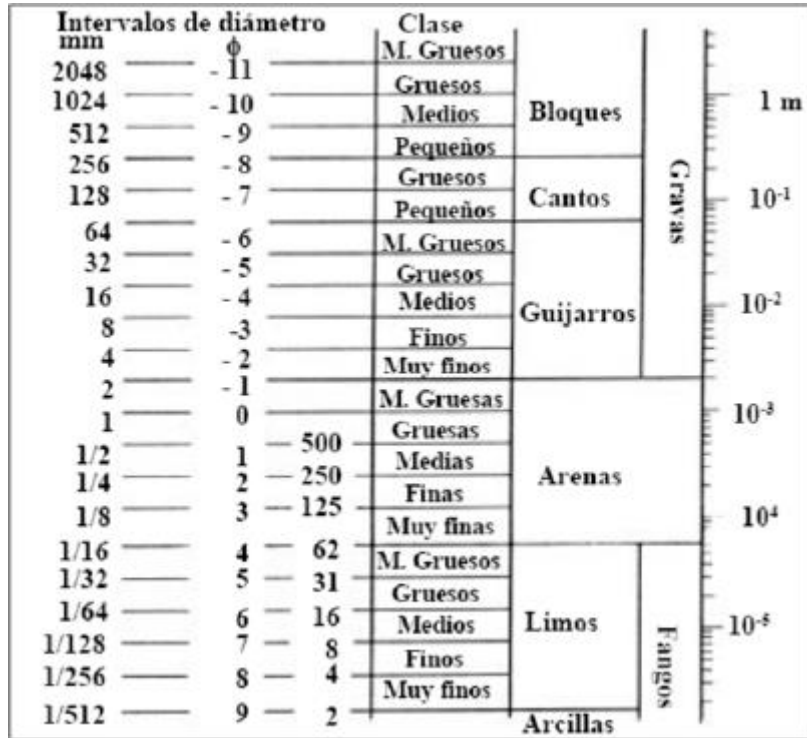 Intervalos de diámetro Clase
mm ϕ
M. Gruesos
2048 - 11
Gruesos
1024 - 10 1 m
Medios Bloques
512 - 9
Pequeños
256 - 8
Gruesos Gravas
128 - 7 Cantos 10-1
Pequeños
64 - 6
M. Gruesos
32 - 5
Gruesos
16 - 4 10-2
Medios Guijarros
8 -3
Finos
4 - 2
Muy finos
2 - 1
M. Gruesas
1 0 10-3
Gruesas
1/2 1 500
Medias
1/4 2 250 Arenas
Finas
1/8 3 125
Muy finas 104
1/16 4 62
M. Gruesos
1/32 5 31
Gruesos
1/64 6 16 10-5
Medios Limos
1/128 7 8 Fangos
Finos
1/256 8 4
Muy finos
1/512 9 2
Arcillas